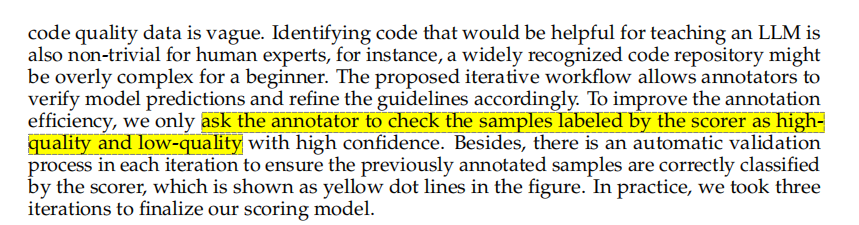 code quality data is vague. Identifying code that would be helpful for teaching an LLM is
also non-trivial for human experts, for instance, a widely recognized code repository might
be overly complex for a beginner. The proposed iterative workflow allows annotators to
verify model predictions and refine the guidelines accordingly. To improve the annotation
efficiency, we only ask the annotator to check the samples labeled by the scorer as high-
quality and low-quality with high confidence. Besides, there is an automatic validation
process in each iteration to ensure the previously annotated samples are correctly classified
by the scorer, which is shown as yellow dot lines in the figure. In practice, we took three
iterations to finalize our scoring model.